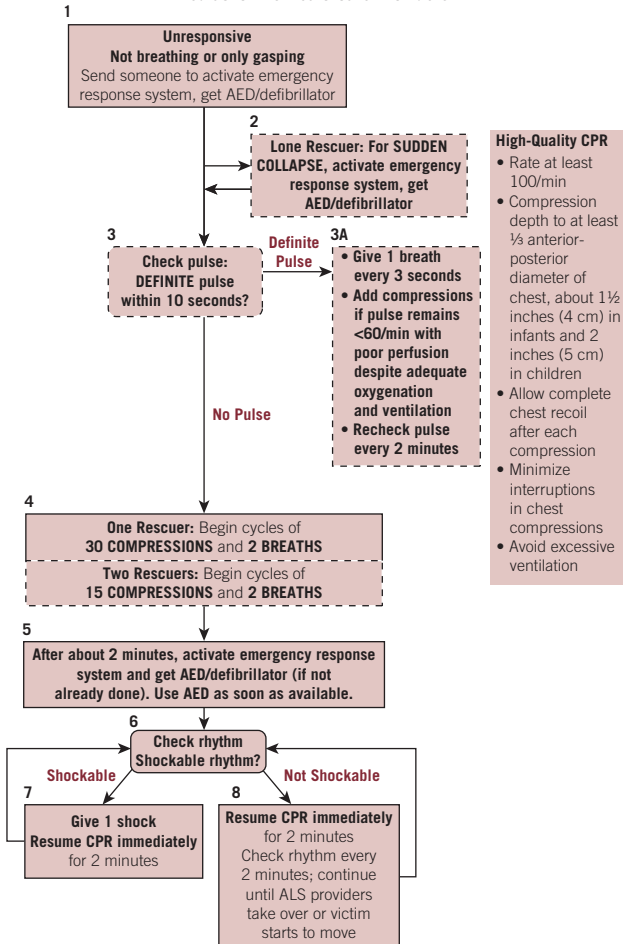 1
Unresponsive
Not breathing or only gasping
Send someone to activate emergency
response system, get AED/defibrillator
2
Lone Rescuer: For SUDDEN
COLLAPSE, activate emergency
response system, get
AED/defibrillator
3
Check pulse:
DEFINITE pulse
within 10 seconds?
Definite
Pulse
3A
• Give 1 breath
every 3 seconds
• Add compressions
if pulse remains
<60/min with
poor perfusion
despite adequate
oxygenation
and ventilation
• Recheck pulse
every 2 minutes
High-Quality CPR
• Rate at least
100/min
• Compression
depth to at least
⅓ anterior-
posterior
diameter of
chest, about 1½
inches (4 cm) in
infants and 2
inches (5 cm)
in children
• Allow complete
chest recoil
after each
compression
• Minimize
interruptions
in chest
compressions
• Avoid excessive
ventilation
No Pulse
4
One Rescuer: Begin cycles of
30 COMPRESSIONS and 2 BREATHS
Two Rescuers: Begin cycles of
15 COMPRESSIONS and 2 BREATHS
5
After about 2 minutes, activate emergency response
system and get AED/defibrillator (if not
already done). Use AED as soon as available.
6
Check rhythm
Shockable rhythm?
Shockable
Not Shockable
7
Give 1 shock
Resume CPR immediately
for 2 minutes
8
Resume CPR immediately
for 2 minutes
Check rhythm every
2 minutes; continue
until ALS providers
take over or victim
starts to move